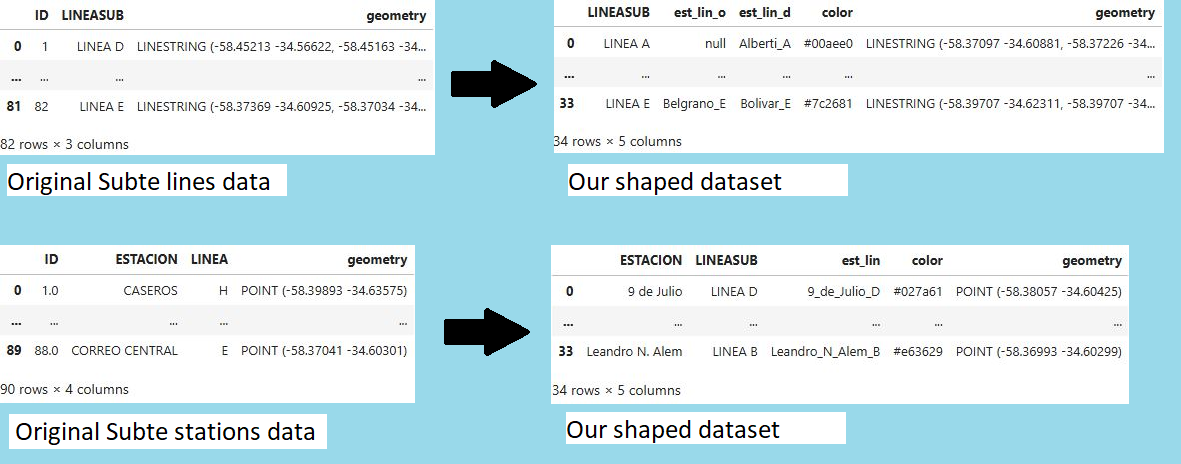 ID LINEASUB geometry
0 1 LINEA D LINESTRING (-58.45213 -34.56622, -58.45163 -34...
... ... ... ...
81 82 LINEA E LINESTRING (-58.37369 -34.60925, -58.37034 -34...
82 rows × 3 columns
Original Subte lines data
LINEASUB est_lin_o est_lin_d color geometry
0 LINEA A null Alberti_A #00aee0 LINESTRING (-58.37097 -34.60881, -58.37226 -34...
... ... ... ... ... ...
33 LINEA E Belgrano_E Bolivar_E #7c2681 LINESTRING (-58.39707 -34.62311, -58.39707 -34...
34 rows × 5 columns
Our shaped dataset
ID ESTACION LINEA geometry
0 1.0 CASEROS H POINT (-58.39893 -34.63575)
... ... ... ... ...
89 88.0 CORREO CENTRAL E POINT (-58.37041 -34.60301)
90 rows × 4 columns
Original Subte stations data
ESTACION LINEASUB est_lin color geometry
0 9 de Julio LINEA D 9_de_Julio_D #027a61 POINT (-58.38057 -34.60425)
... ... ... ... ... ...
33 Leandro N. Alem LINEA B Leandro_N_Alem_B #e63629 POINT (-58.36993 -34.60299)
34 rows × 5 columns
Our shaped dataset